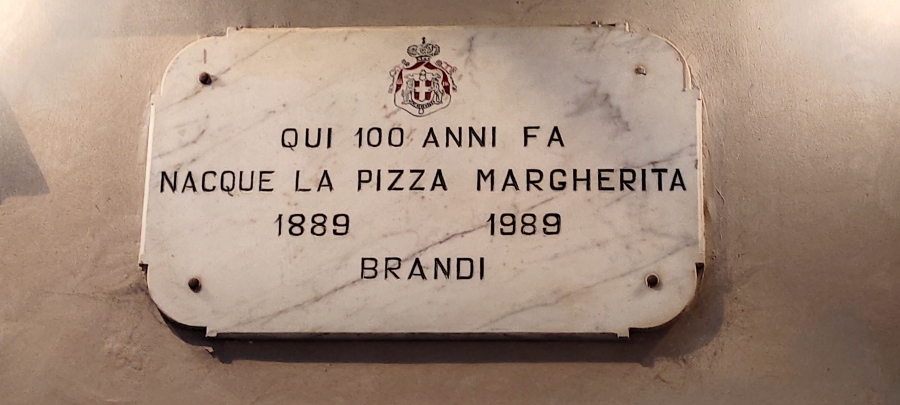 QUI 100 ANNI FA
NACQUE LA PIZZA MARGHERITA
1889 1989
BRANDI